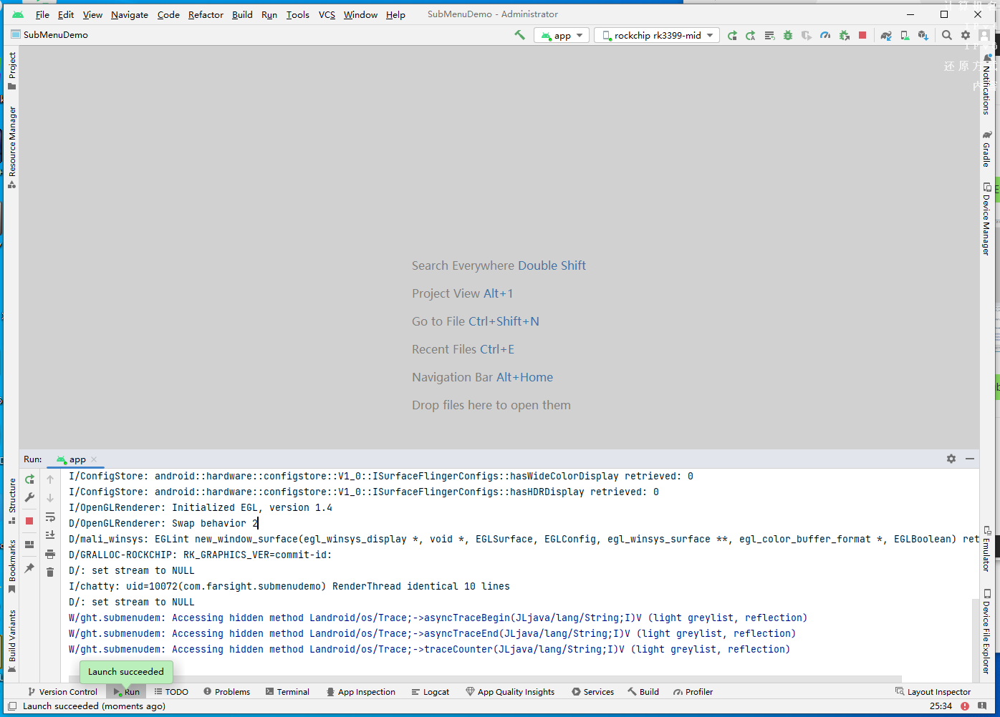 File Edit View Navigate Code Refactor Build Run Tools VCS Window Help SubMenuDemo - Administrator
SubMenuDemo app rockchip rk3399-mid
还原方式
Project
Resource Manager
Structure
Bookmarks
Build Variants
Notifications
Gradle
Device Manager
Emulator
Device File Explorer
Search Everywhere Double Shift
Project View Alt+1
Go to File Ctrl+Shift+N
Recent Files Ctrl+E
Navigation Bar Alt+Home
Drop files here to open them
Run: app
I/ConfigStore: android::hardware::configstore::V1_0::ISurfaceFlingerConfigs::hasWideColorDisplay retrieved: 0
I/ConfigStore: android::hardware::configstore::V1_0::ISurfaceFlingerConfigs::hasHDRDisplay retrieved: 0
I/OpenGLRenderer: Initialized EGL, version 1.4
D/OpenGLRenderer: Swap behavior 2
D/mali_winsys: EGLint new_window_surface(egl_winsys_display *, void *, EGLSurface, EGLConfig, egl_winsys_surface **, egl_color_buffer_format *, EGLBoolean) ret
D/GRALLOC-ROCKCHIP: RK_GRAPHICS_VER=commit-id:
D/: set stream to NULL
I/chatty: uid=10072(com.farsight.submenudemo) RenderThread identical 10 lines
D/: set stream to NULL
W/ght.submenudem: Accessing hidden method Landroid/os/Trace;->asyncTraceBegin(JLjava/lang/String;I)V (light greylist, reflection)
W/ght.submenudem: Accessing hidden method Landroid/os/Trace;->asyncTraceEnd(JLjava/lang/String;I)V (light greylist, reflection)
W/ght.submenudem: Accessing hidden method Landroid/os/Trace;->traceCounter(JLjava/lang/String;I)V (light greylist, reflection)
Launch succeeded
Version Control Run TODO Problems Terminal App Inspection Logcat App Quality Insights Services Build Profiler Layout Inspector
Launch succeeded (moments ago) 25:34